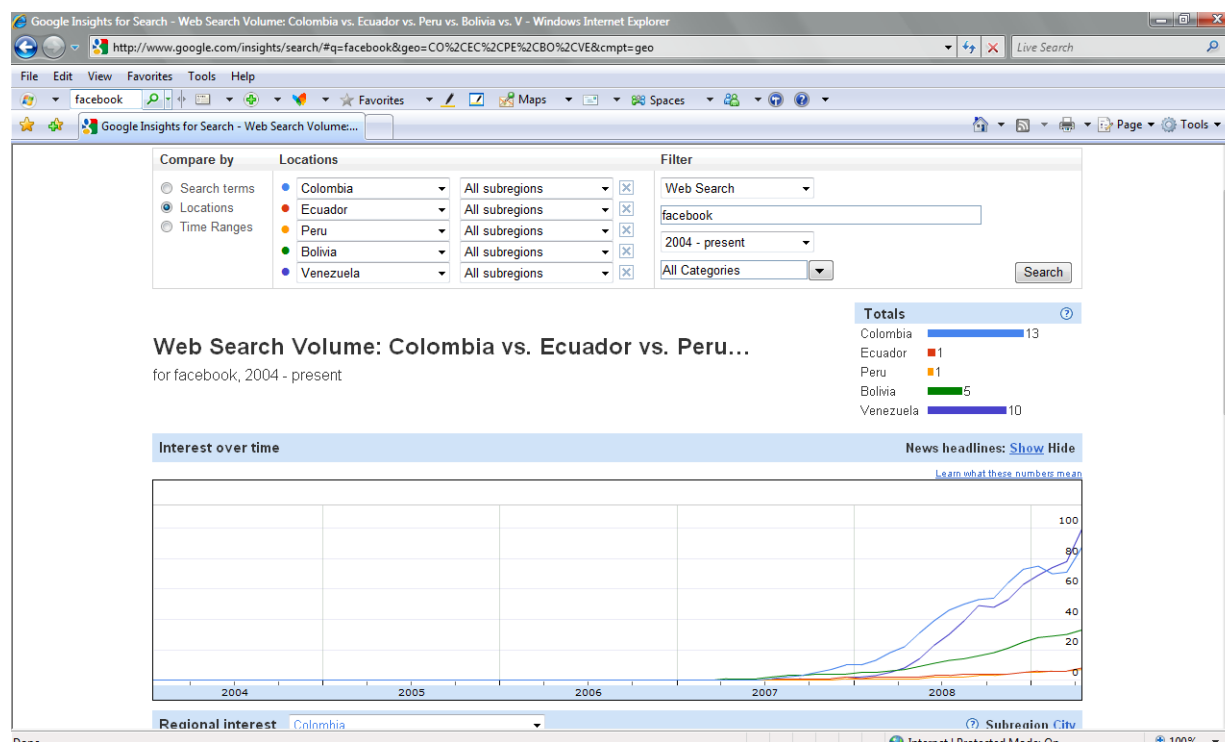 Google Insights for Search - Web Search Volume: Colombia vs. Ecuador vs. Peru vs. Bolivia vs. V - Windows Internet Explorer
http://www.google.com/insights/search/#q=facebook&geo=CO%2CEC%2CPE%2CBO%2CVE&cmpt=geo
Live Search
File Edit View Favorites Tools Help
facebook Favorites Maps Spaces
Google Insights for Search - Web Search Volume:... Page Tools
Compare by Locations Filter
Search terms Colombia All subregions Web Search
Locations Ecuador All subregions facebook
Time Ranges Peru All subregions
2004 - present
Bolivia All subregions
Venezuela All subregions All Categories Search
Totals
Colombia 13
Ecuador 1
Peru 1
Bolivia 5
Venezuela 10
Web Search Volume: Colombia vs. Ecuador vs. Peru...
for facebook, 2004 - present
Interest over time News headlines: Show Hide
Learn what these numbers mean
100
80
60
40
20
0
2004 2005 2006 2007 2008
Regional interest Colombia Subregion City
Done Internet | Protected Mode: On 100%